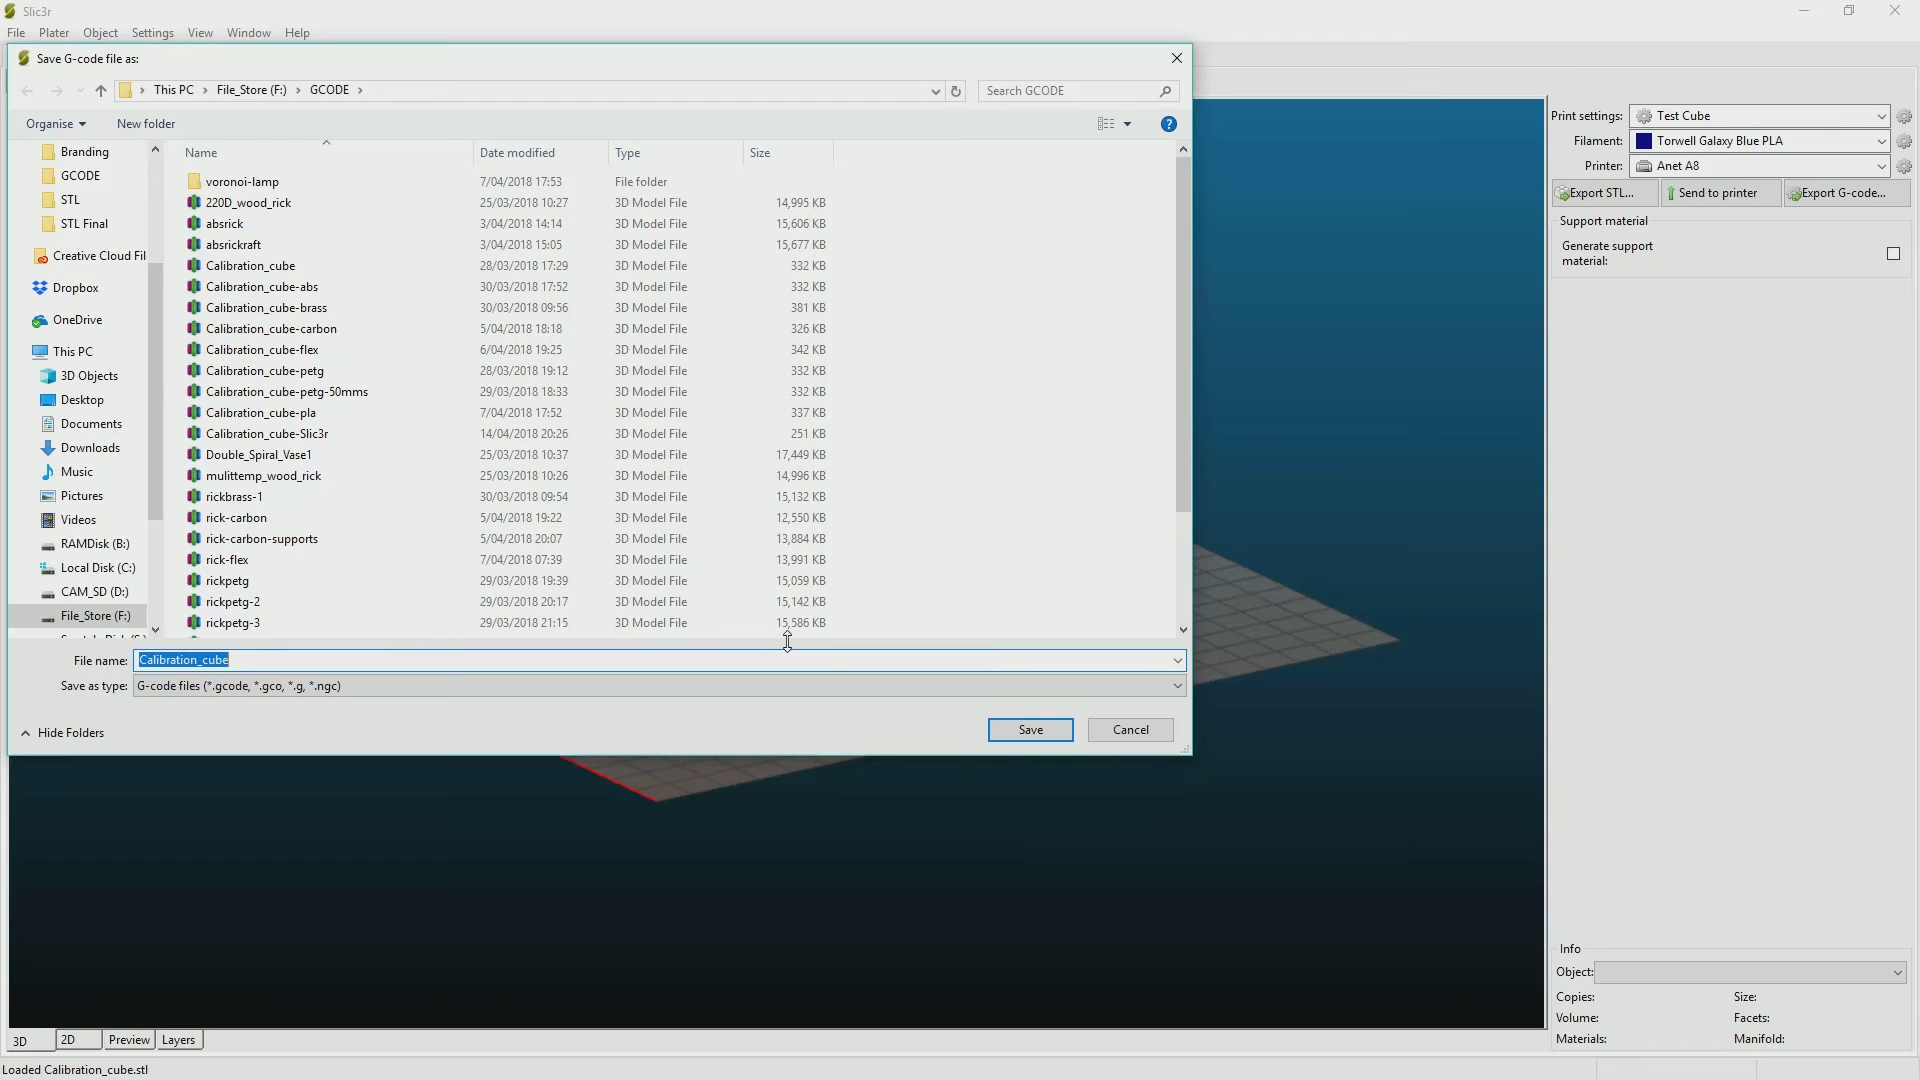 Slic3r
File Plater Object Settings View Window Help
Save G-code file as:
This PC File_Store (F:) GCODE
Search GCODE
Organise New folder
Branding
GCODE
STL
STL Final
Creative Cloud Fil
Dropbox
OneDrive
This PC
3D Objects
Desktop
Documents
Downloads
Music
Pictures
Videos
RAMDisk (B:)
Local Disk (C:)
CAM_SD (D:)
File_Store (F:)
Name Date modified Type Size
voronoi-lamp 7/04/2018 17:53 File folder
220D_wood_rick 25/03/2018 10:27 3D Model File 14,995 KB
absrick 3/04/2018 14:14 3D Model File 15,606 KB
absrickraft 3/04/2018 15:05 3D Model File 15,677 KB
Calibration_cube 28/03/2018 17:29 3D Model File 332 KB
Calibration_cube-abs 30/03/2018 17:52 3D Model File 332 KB
Calibration_cube-brass 30/03/2018 09:56 3D Model File 381 KB
Calibration_cube-carbon 5/04/2018 18:18 3D Model File 326 KB
Calibration_cube-flex 6/04/2018 19:25 3D Model File 342 KB
Calibration_cube-petg 28/03/2018 19:12 3D Model File 332 KB
Calibration_cube-petg-50mms 29/03/2018 18:33 3D Model File 332 KB
Calibration_cube-pla 7/04/2018 17:52 3D Model File 337 KB
Calibration_cube-Slic3r 14/04/2018 20:26 3D Model File 251 KB
Double_Spiral_Vase1 25/03/2018 10:37 3D Model File 17,449 KB
mulittemp_wood_rick 25/03/2018 10:26 3D Model File 14,996 KB
rickbrass-1 30/03/2018 09:54 3D Model File 15,132 KB
rick-carbon 5/04/2018 19:22 3D Model File 12,550 KB
rick-carbon-supports 5/04/2018 20:07 3D Model File 13,884 KB
rick-flex 7/04/2018 07:39 3D Model File 13,991 KB
rickpetg 29/03/2018 19:39 3D Model File 15,059 KB
rickpetg-2 29/03/2018 20:17 3D Model File 15,142 KB
rickpetg-3 29/03/2018 21:15 3D Model File 15,586 KB
File name: Calibration_cube
Save as type: G-code files (*.gcode, *.gco, *.g, *.ngc)
Hide Folders
Save Cancel
Print settings: Test Cube
Filament: Torwell Galaxy Blue PLA
Printer: Anet A8
Export STL... Send to printer Export G-code...
Support material
Generate support
material:
Info
Object:
Copies: Size:
Volume: Facets:
Materials: Manifold:
3D 2D Preview Layers
Loaded Calibration_cube.stl